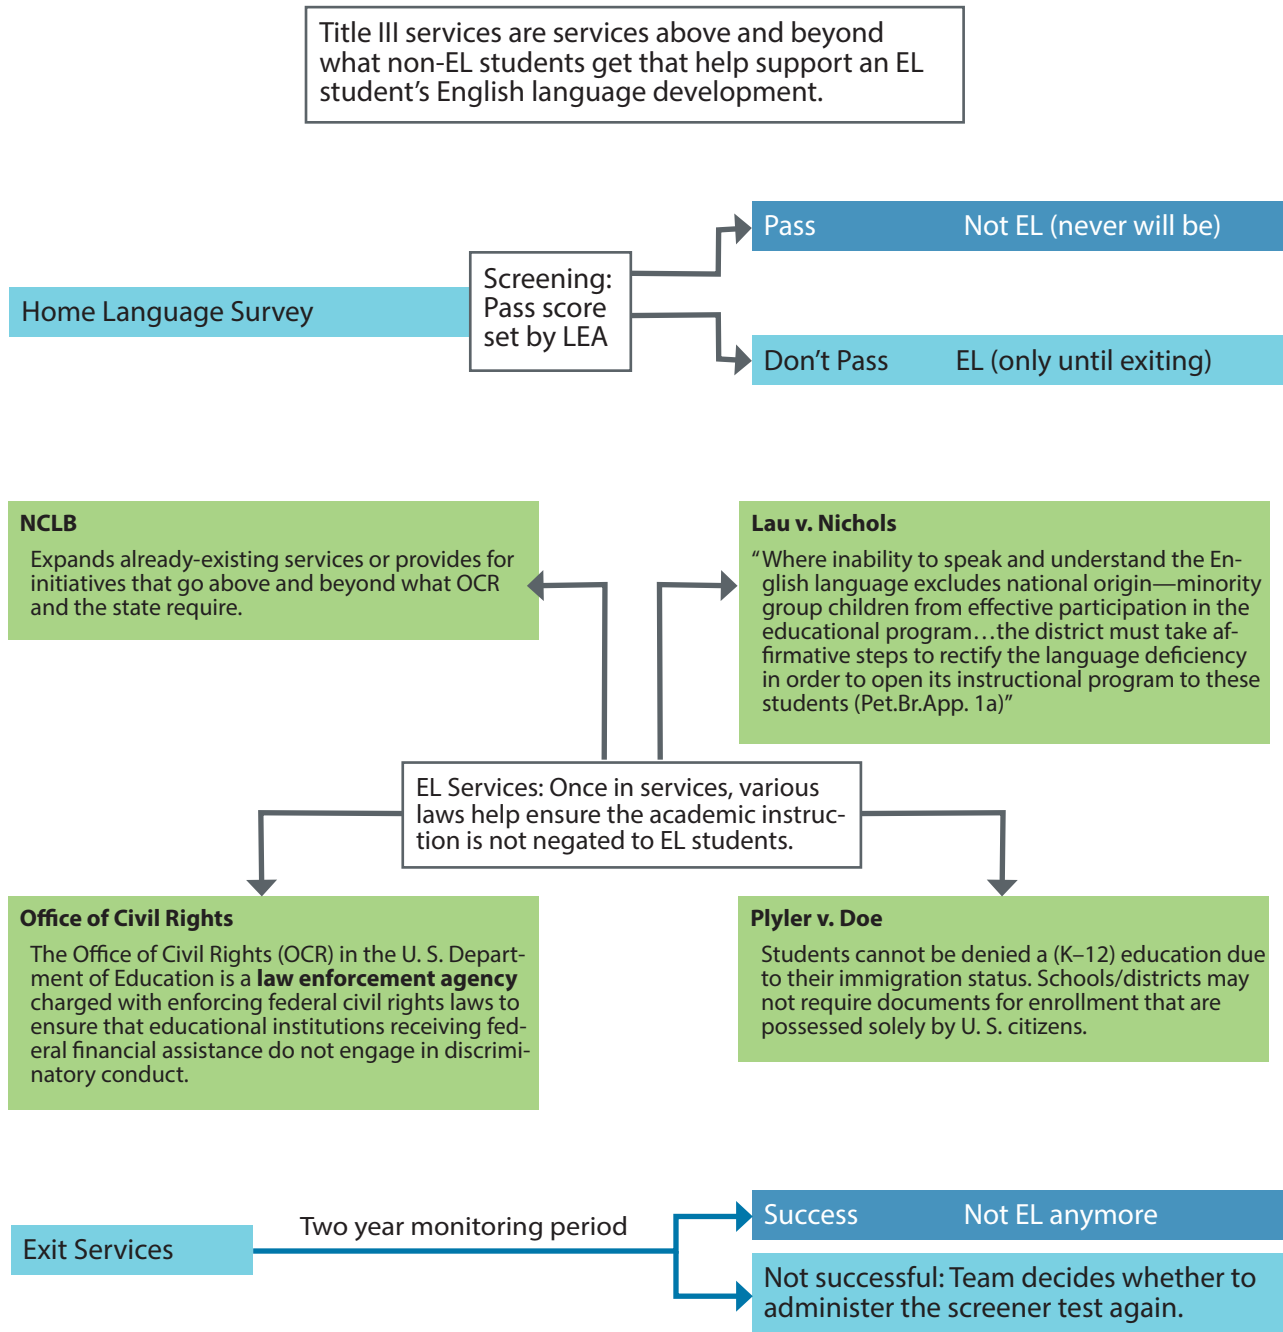 Title III services are services above and beyond
what non-EL students get that help support an EL
student’s English language development.
Pass Not EL (never will be)
Screening:
Pass score
set by LEA
Home Language Survey
Don’t Pass EL (only until exiting)
NCLB
Expands already-existing services or provides for
initiatives that go above and beyond what OCR
and the state require.
Lau v. Nichols
“Where inability to speak and understand the En-
glish language excludes national origin—minority
group children from effective participation in the
educational program…the district must take af-
firmative steps to rectify the language deficiency
in order to open its instructional program to these
students (Pet.Br.App. 1a)”
EL Services: Once in services, various
laws help ensure the academic instruc-
tion is not negated to EL students.
Office of Civil Rights
The Office of Civil Rights (OCR) in the U. S. Depart-
ment of Education is a law enforcement agency
charged with enforcing federal civil rights laws to
ensure that educational institutions receiving fed-
eral financial assistance do not engage in discrimi-
natory conduct.
Plyler v. Doe
Students cannot be denied a (K–12) education due
to their immigration status. Schools/districts may
not require documents for enrollment that are
possessed solely by U. S. citizens.
Exit Services
Two year monitoring period
Success Not EL anymore
Not successful: Team decides whether to
administer the screener test again.